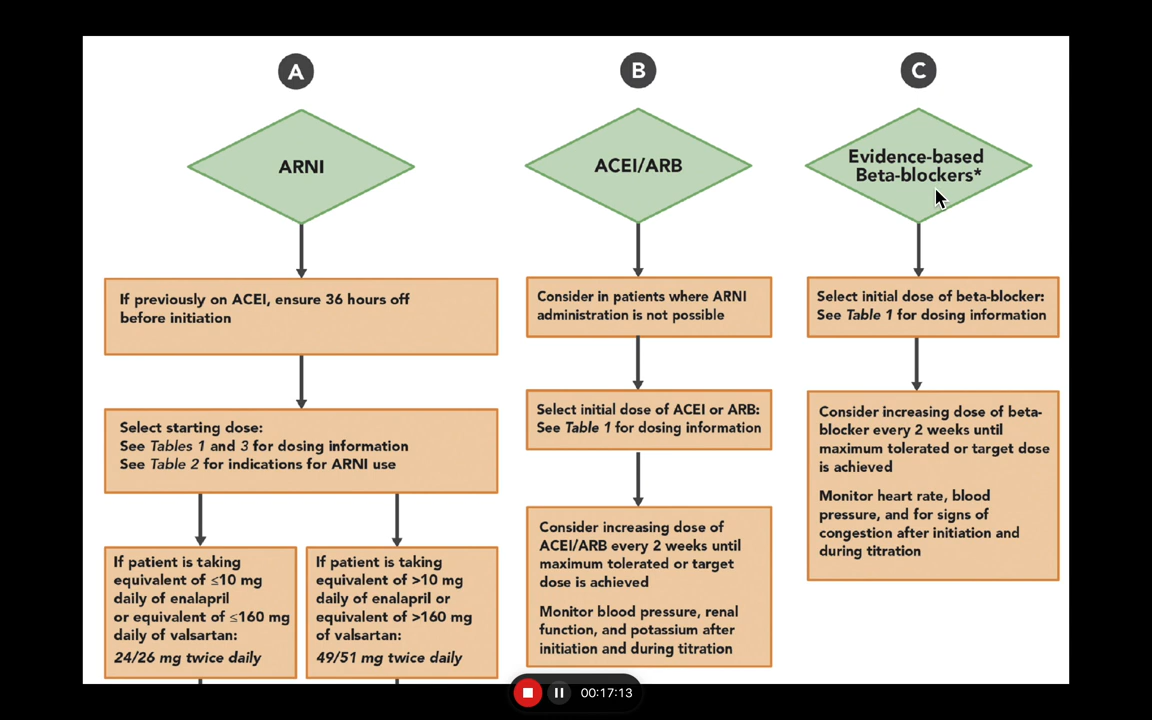 A
ARNI
If previously on ACEI, ensure 36 hours off
before initiation
Select starting dose:
See Tables 1 and 3 for dosing information
See Table 2 for indications for ARNI use
If patient is taking
equivalent of ≤10 mg
daily of enalapril
or equivalent of ≤160 mg
daily of valsartan:
24/26 mg twice daily
If patient is taking
equivalent of >10 mg
daily of enalapril or
equivalent of >160 mg
of valsartan:
49/51 mg twice daily
B
ACEI/ARB
Consider in patients where ARNI
administration is not possible
Select initial dose of ACEI or ARB:
See Table 1 for dosing information
Consider increasing dose of
ACEI/ARB every 2 weeks until
maximum tolerated or target
dose is achieved
Monitor blood pressure, renal
function, and potassium after
initiation and during titration
C
Evidence-based
Beta-blockers*
Select initial dose of beta-blocker:
See Table 1 for dosing information
Consider increasing dose of beta-
blocker every 2 weeks until
maximum tolerated or target dose
is achieved
Monitor heart rate, blood
pressure, and for signs of
congestion after initiation and
during titration
00:17:13